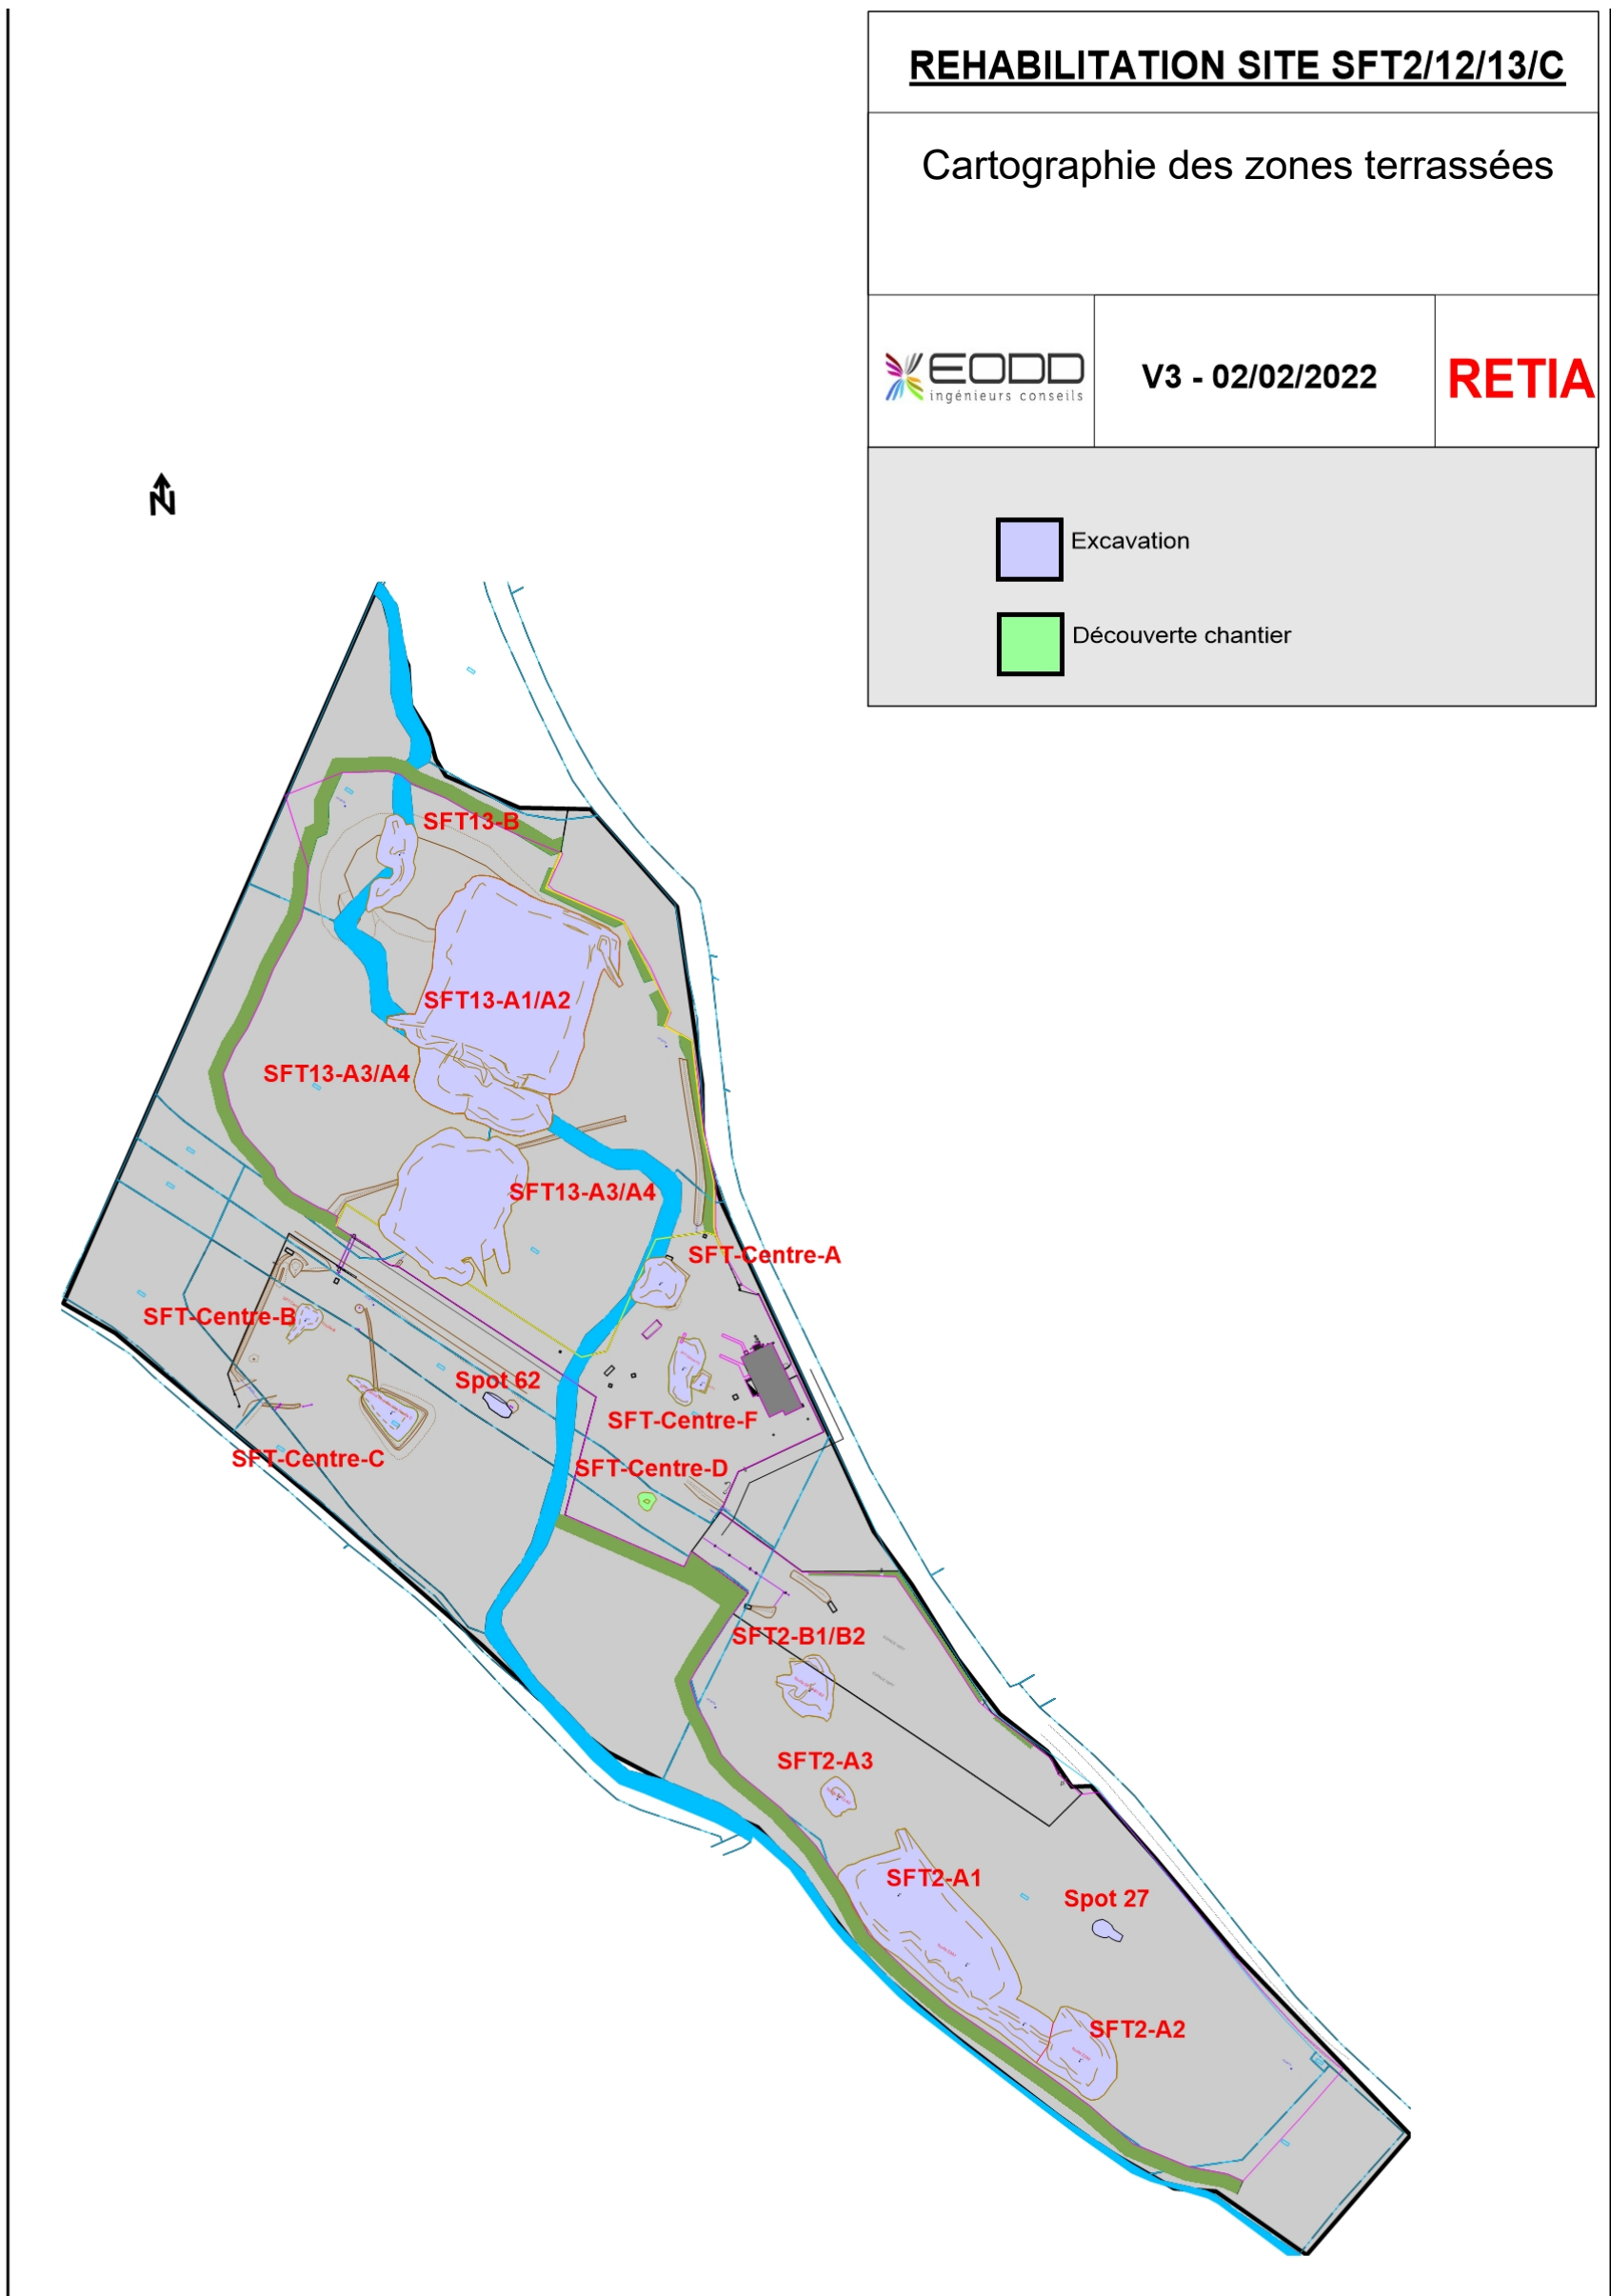 REHABILITATION SITE SFT2/12/13/C
Cartographie des zones terrassées
EODD
ingénieurs conseils
V3 - 02/02/2022
RETIA
N
Excavation
Découverte chantier
SFT13-B
SFT13-A1/A2
SFT13-A3/A4
SFT13-A3/A4
SFT-Centre-A
SFT-Centre-B
Spot 62
SFT-Centre-F
SFT-Centre-C
SFT-Centre-D
SFT2-B1/B2
SFT2-A3
SFT2-A1
Spot 27
SFT2-A2